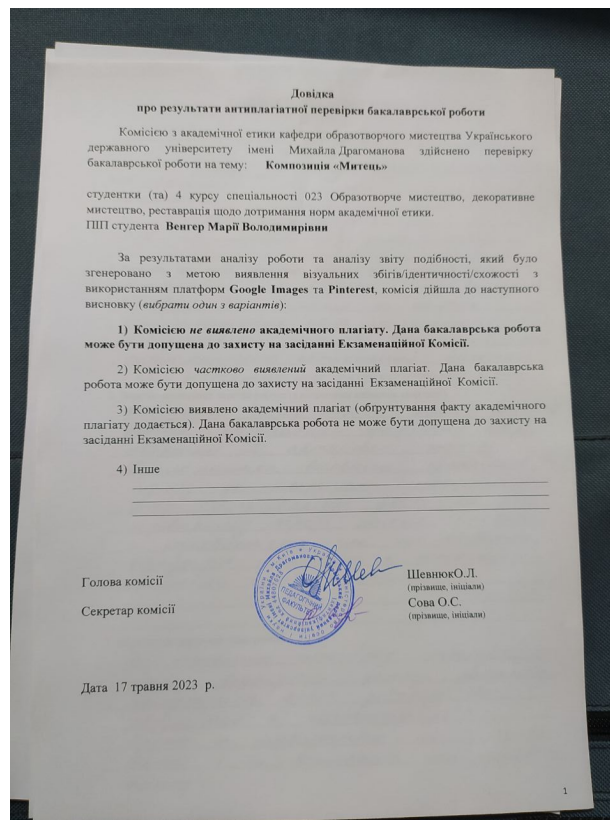 Довідка
про результати антиплагіатної перевірки бакалаврської роботи
Комісією з академічної етики кафедри образотворчого мистецтва Українського
державного університету імені Михайла Драгоманова здійснено перевірку
бакалаврської роботи на тему: Композиція «Митець»
студентки (та) 4 курсу спеціальності 023 Образотворче мистецтво, декоративне
мистецтво, реставрація щодо дотримання норм академічної етики.
ПІП студента Венгер Марії Володимирівни
За результатами аналізу роботи та аналізу звіту подібності, який було
згенеровано з метою виявлення візуальних збігів/ідентичності/схожості з
використанням платформ Google Images та Pinterest, комісія дійшла до наступного
висновку (вибрати один з варіантів):
1) Комісією не виявлено академічного плагіату. Дана бакалаврська робота
може бути допущена до захисту на засіданні Екзаменаційної Комісії.
2) Комісією частково виявлений академічний плагіат. Дана бакалаврська
робота може бути допущена до захисту на засіданні Екзаменаційної Комісії.
3) Комісією виявлено академічний плагіат (обґрунтування факту академічного
плагіату додається). Дана бакалаврська робота не може бути допущена до захисту на
засіданні Екзаменаційної Комісії.
4) Інше
ПЕДАГОГІЧНИЙ
ФАКУЛЬТЕТ
Голова комісії ШевнюкО.Л.
(прізвище, ініціали)
Секретар комісії Сова О.С.
(прізвище, ініціали)
Дата 17 травня 2023 р.
1